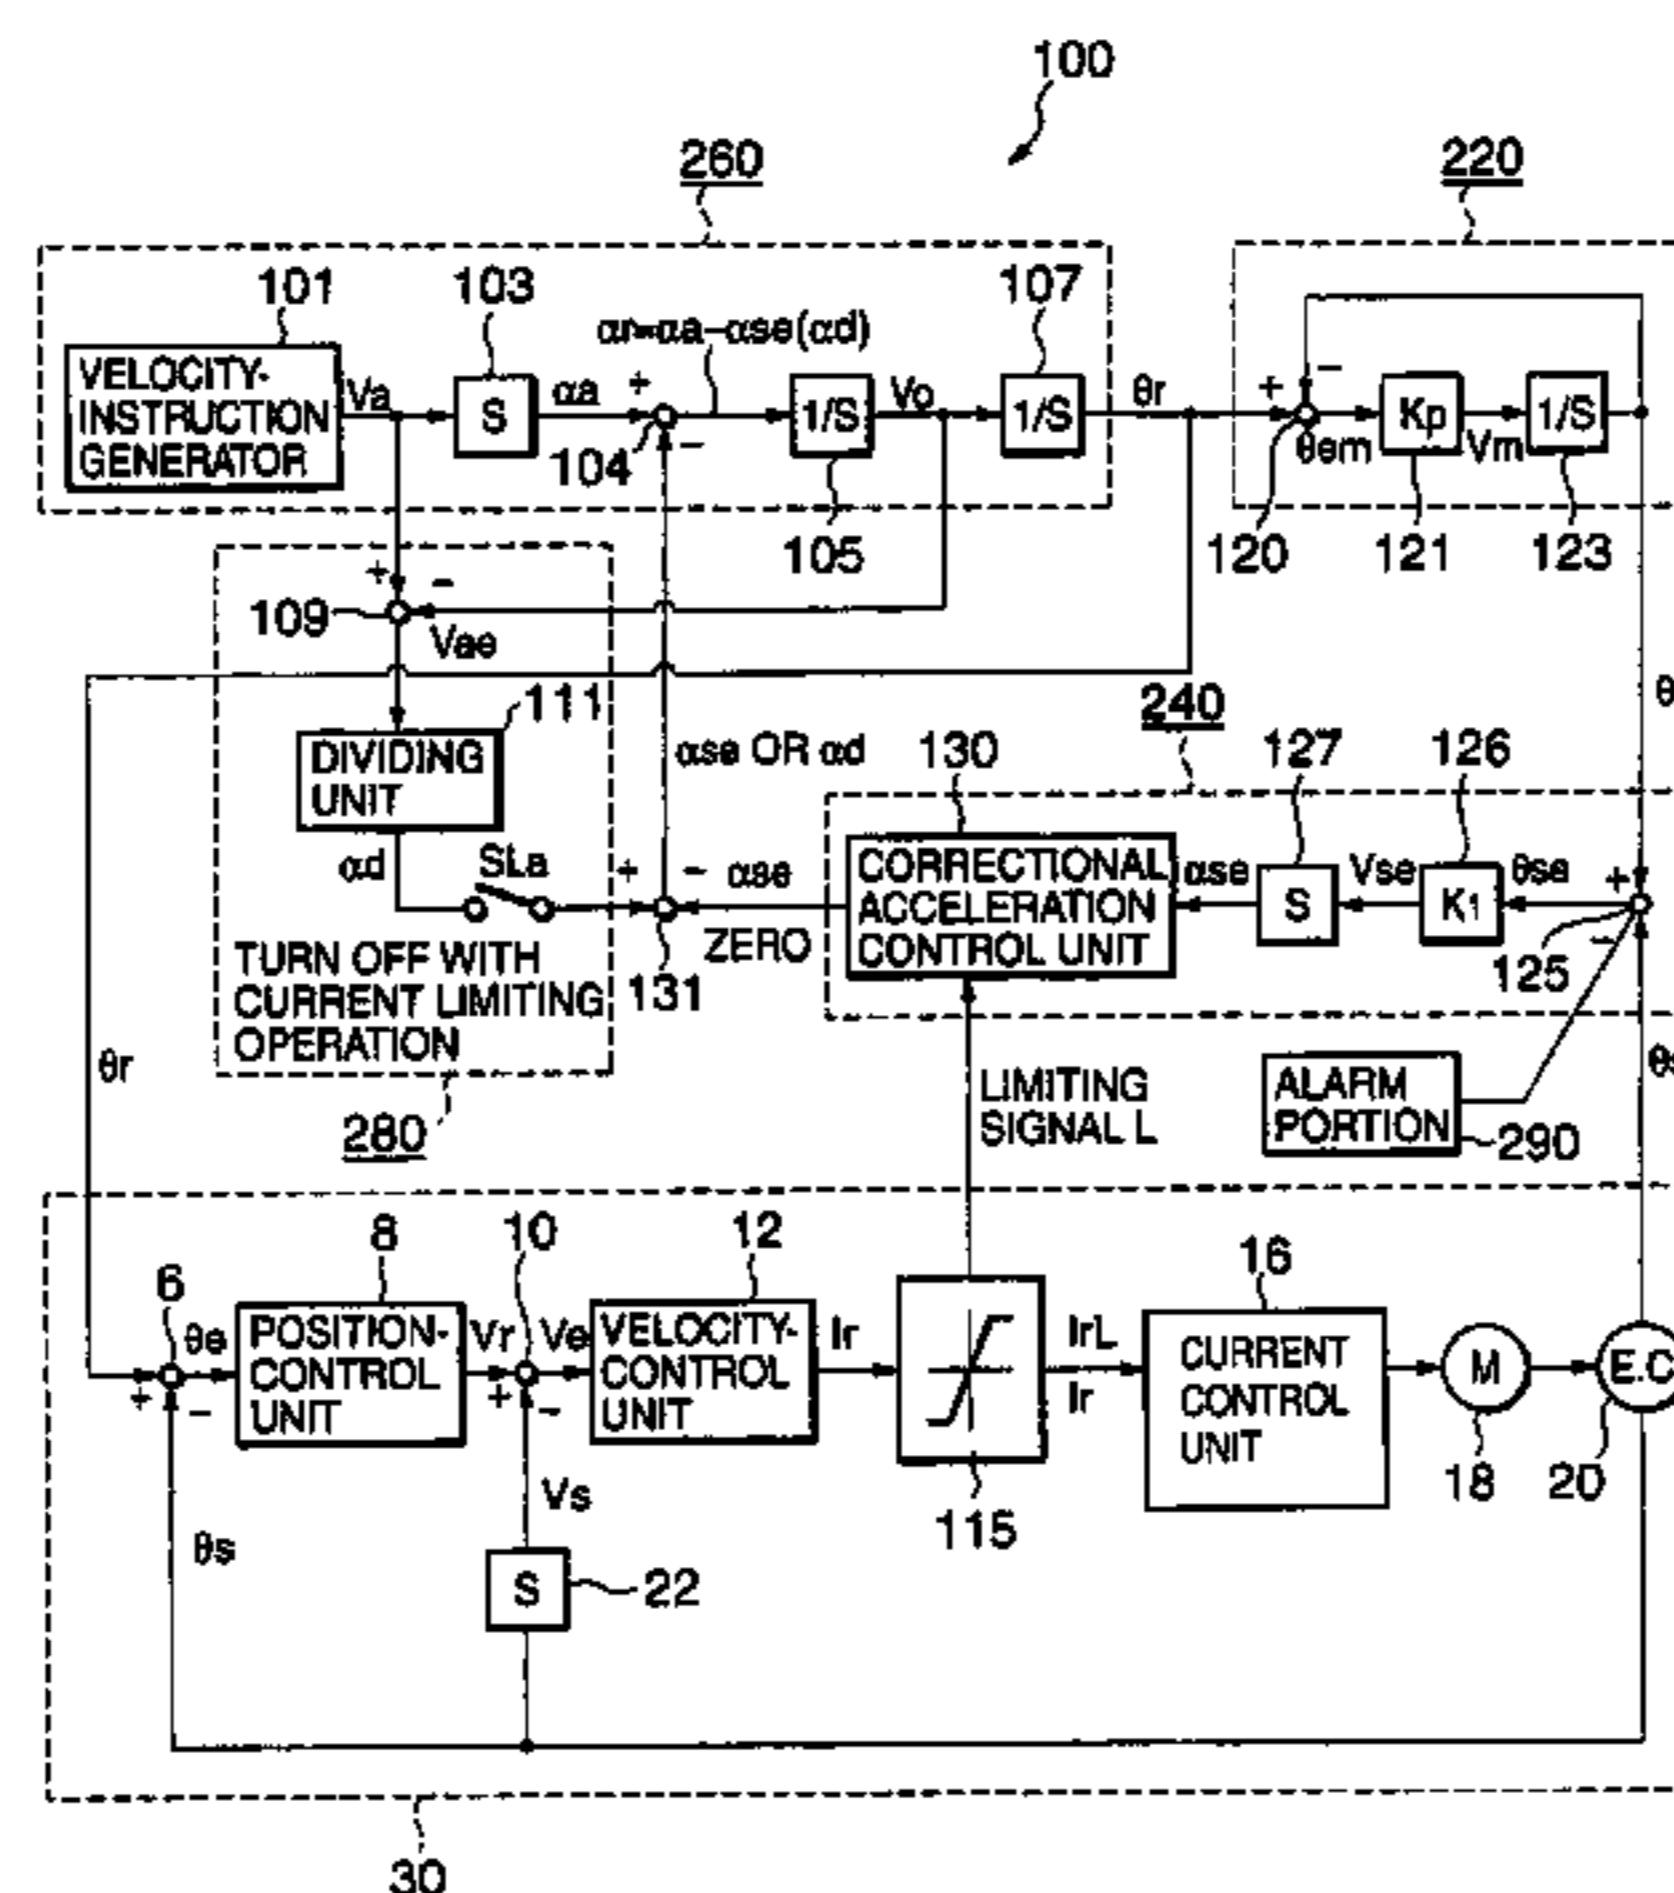 100
260
220
101
103
107
αr=αa-αse(αd)
VELOCITY-
INSTRUCTION
GENERATOR
Va
S
αa
+
-
104
1/S
Vo
1/S
θr
+
-
θem
Kp
Vm
1/S
105
120
121
123
+
-
109
Vae
111
DIVIDING
UNIT
αse OR αd
240
130
127
126
αd
SLa
+
-
αse
ZERO
131
CORRECTIONAL
ACCELERATION
CONTROL UNIT
αse
S
Vse
K1
θse
+
-
125
TURN OFF WITH
CURRENT LIMITING
OPERATION
280
θr
LIMITING
SIGNAL L
ALARM
PORTION
290
6
8
10
12
16
θe
+
-
POSITION-
CONTROL
UNIT
Vr
+
-
Ve
VELOCITY-
CONTROL
UNIT
Ir
IrL
Ir
CURRENT
CONTROL
UNIT
M
E.C
115
18
20
Vs
θs
S
22
30